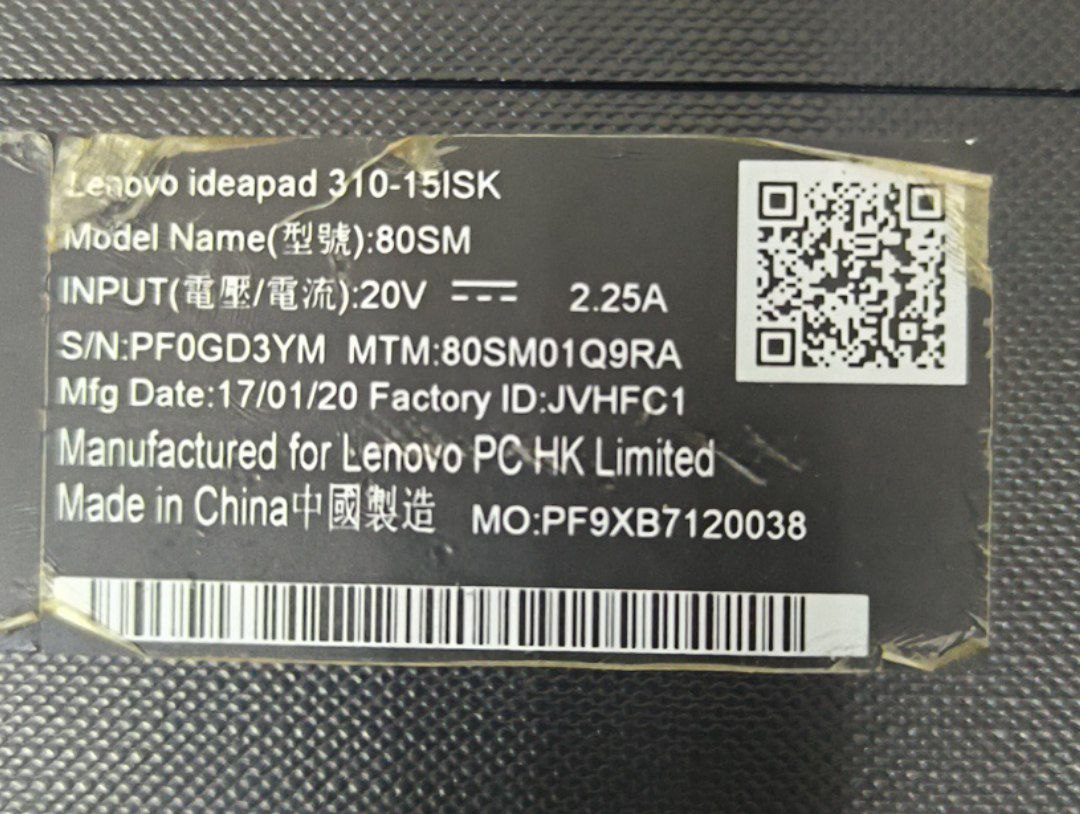 Lenovo ideapad 310-15ISK
Model Name(型號):80SM
INPUT(電壓/電流):20V 2.25A
S/N:PF0GD3YM MTM:80SM01Q9RA
Mfg Date:17/01/20 Factory ID:JVHFC1
Manufactured for Lenovo PC HK Limited
Made in China中國製造 MO:PF9XB7120038